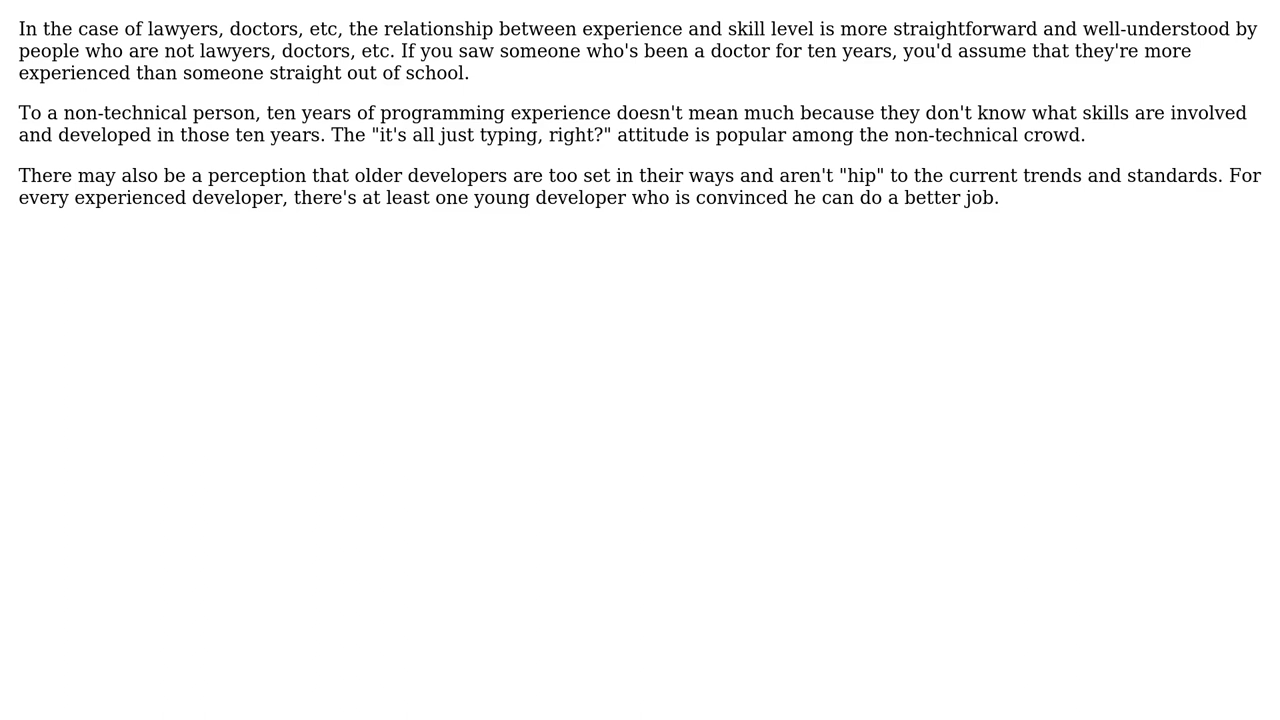 In the case of lawyers, doctors, etc, the relationship between experience and skill level is more straightforward and well-understood by
people who are not lawyers, doctors, etc. If you saw someone who's been a doctor for ten years, you'd assume that they're more
experienced than someone straight out of school.
To a non-technical person, ten years of programming experience doesn't mean much because they don't know what skills are involved
and developed in those ten years. The "it's all just typing, right?" attitude is popular among the non-technical crowd.
There may also be a perception that older developers are too set in their ways and aren't "hip" to the current trends and standards. For
every experienced developer, there's at least one young developer who is convinced he can do a better job.